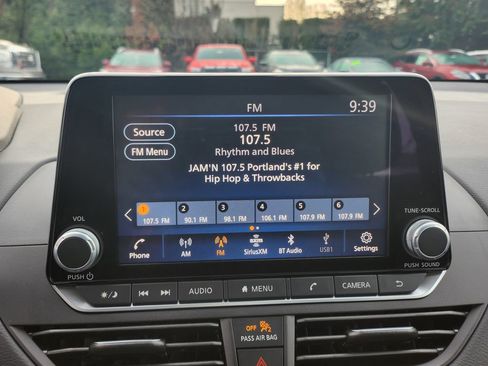 FM
9:39
Source
FM Menu
107.5 FM
107.5
Rhythm and Blues
JAM'N 107.5 Portland's #1 for
Hip Hop & Throwbacks
1 2 3 4 5 6
107.5 FM 90.1 FM 98.1 FM 106.1 FM 107.9 FM 107.9 FM
Phone AM FM SiriusXM BT Audio USB1 Settings
VOL
PUSH
TUNE-SCROLL
PUSH SOUND
AUDIO MENU CAMERA
OFF 2
PASS AIR BAG